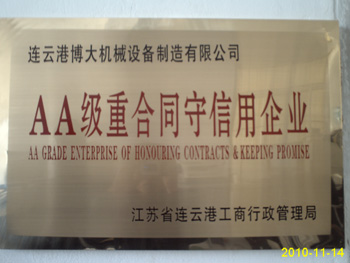 连云港博大机械设备制造有限公司
AA级重合同守信用企业
AA GRADE ENTERPRISE OF HONOURING CONTRACTS & KEEPING PROMISE
江苏省连云港工商行政管理局
2010-11-14